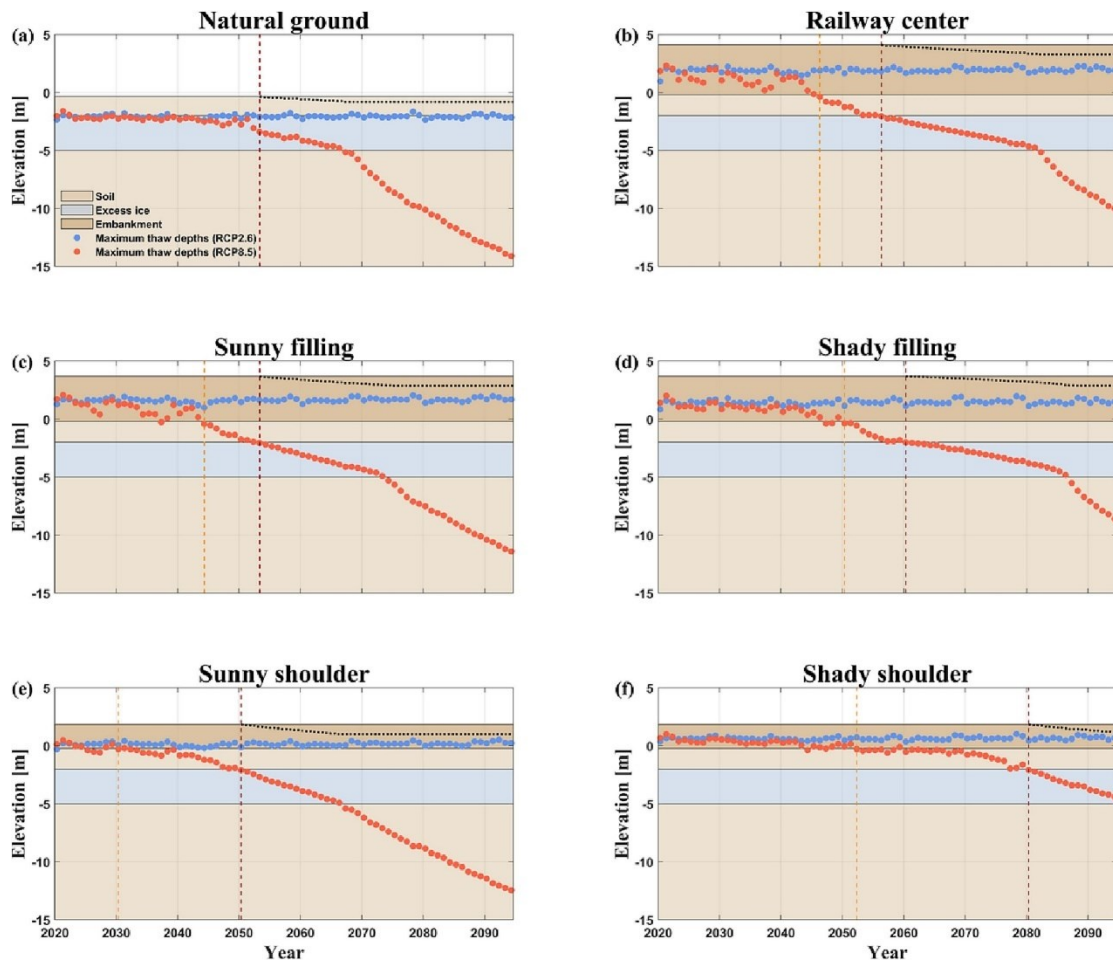 Natural ground
Railway center
(a)
(b)
5
0
-5
-10
-15
Elevation [m]
Soil
Excess ice
Embankment
Maximum thaw depths (RCP2.6)
Maximum thaw depths (RCP8.5)
5
0
-5
-10
-15
Elevation [m]
Sunny filling
Shady filling
(c)
(d)
5
0
-5
-10
-15
Elevation [m]
5
0
-5
-10
-15
Elevation [m]
Sunny shoulder
Shady shoulder
(e)
(f)
5
0
-5
-10
-15
Elevation [m]
2020 2030 2040 2050 2060 2070 2080 2090
Year
5
0
-5
-10
-15
Elevation [m]
2020 2030 2040 2050 2060 2070 2080 2090
Year